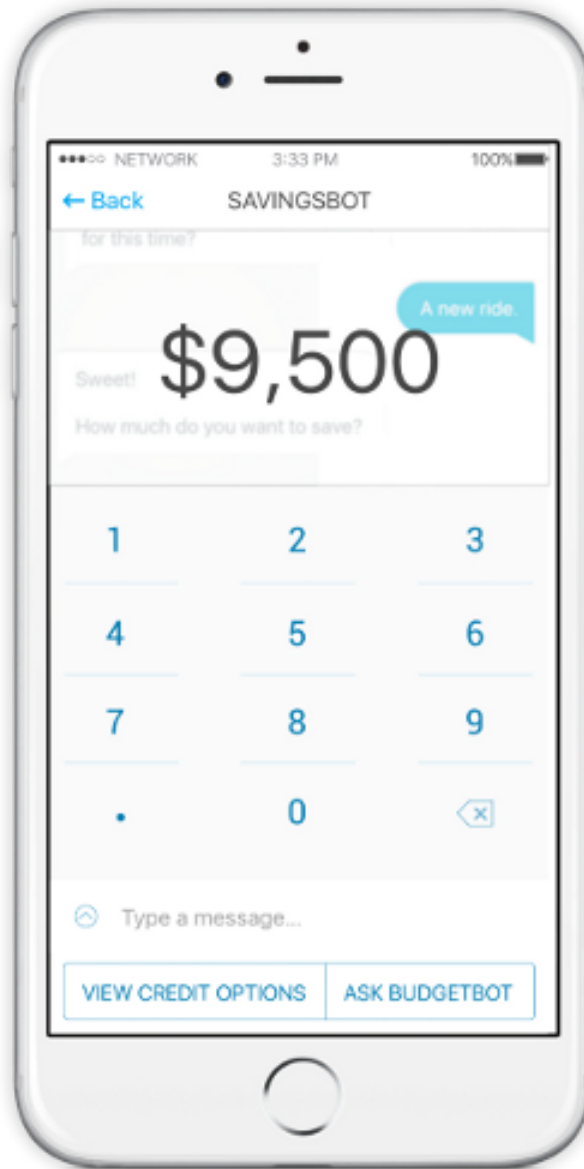 NETWORK 3:33 PM 100%
← Back SAVINGSBOT
for this time?
A new ride.
$9,500
Sweet!
How much do you want to save?
1 2 3
4 5 6
7 8 9
. 0
Type a message...
VIEW CREDIT OPTIONS ASK BUDGETBOT